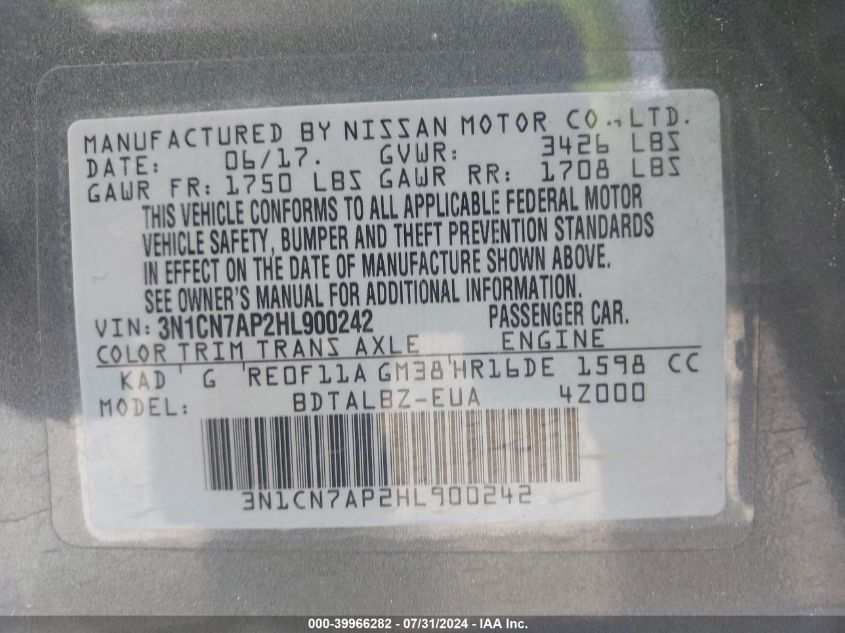 MANUFACTURED BY NISSAN MOTOR CO., LTD.
DATE: 06/17. GVWR: 3426 LBS
GAWR FR: 1750 LBS GAWR RR: 1708 LBS
THIS VEHICLE CONFORMS TO ALL APPLICABLE FEDERAL MOTOR
VEHICLE SAFETY, BUMPER AND THEFT PREVENTION STANDARDS
IN EFFECT ON THE DATE OF MANUFACTURE SHOWN ABOVE.
SEE OWNER'S MANUAL FOR ADDITIONAL INFORMATION.
VIN: 3N1CN7AP2HL900242 PASSENGER CAR.
COLOR TRIM TRANS AXLE ENGINE
KAD G RE0F11A GM38 HR16DE 1598 CC
MODEL: BDTALBZ-EUA 4Z000
3N1CN7AP2HL900242
000-39966282 - 07/31/2024 - IAA Inc.